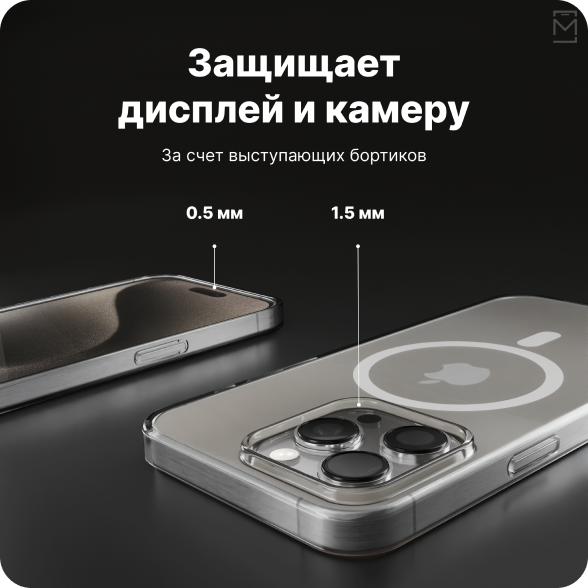 Защищает
дисплей и камеру
За счет выступающих бортиков
0.5 мм
1.5 мм